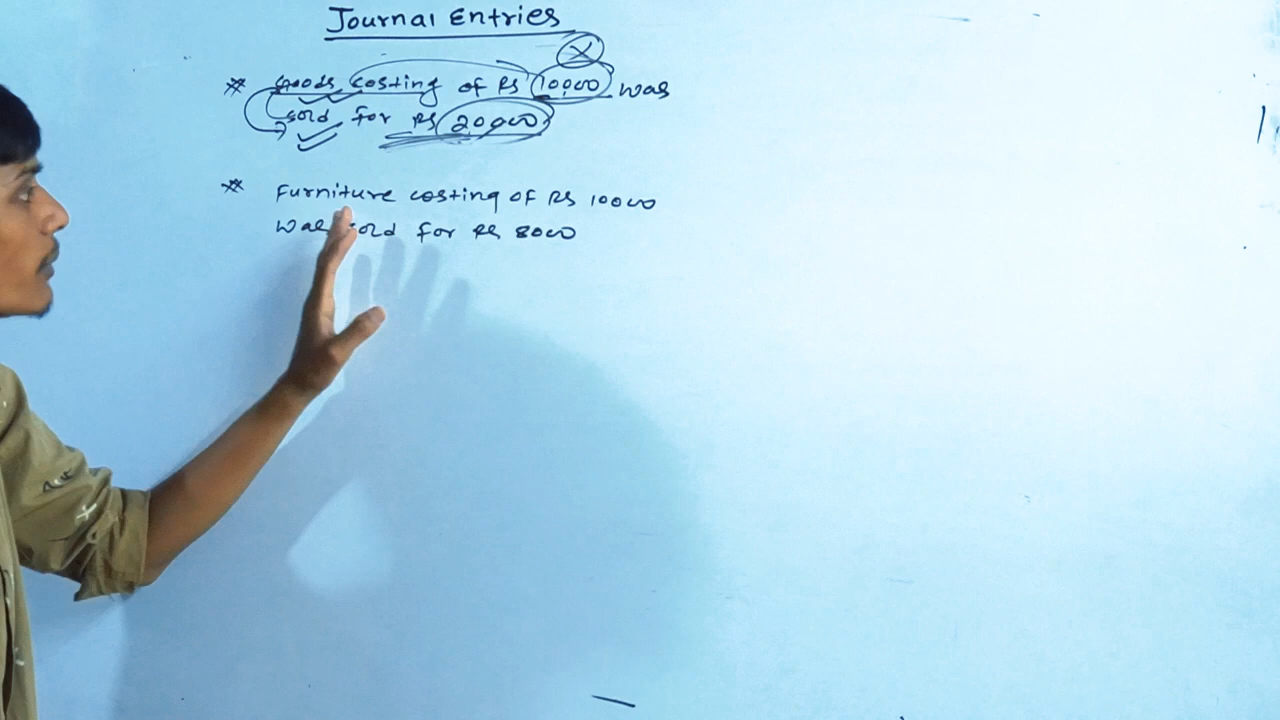 Journal Entries
* Goods costing of Rs 10000 was
sold for Rs 20000
* Furniture costing of Rs 10000
was sold for Rs 8000